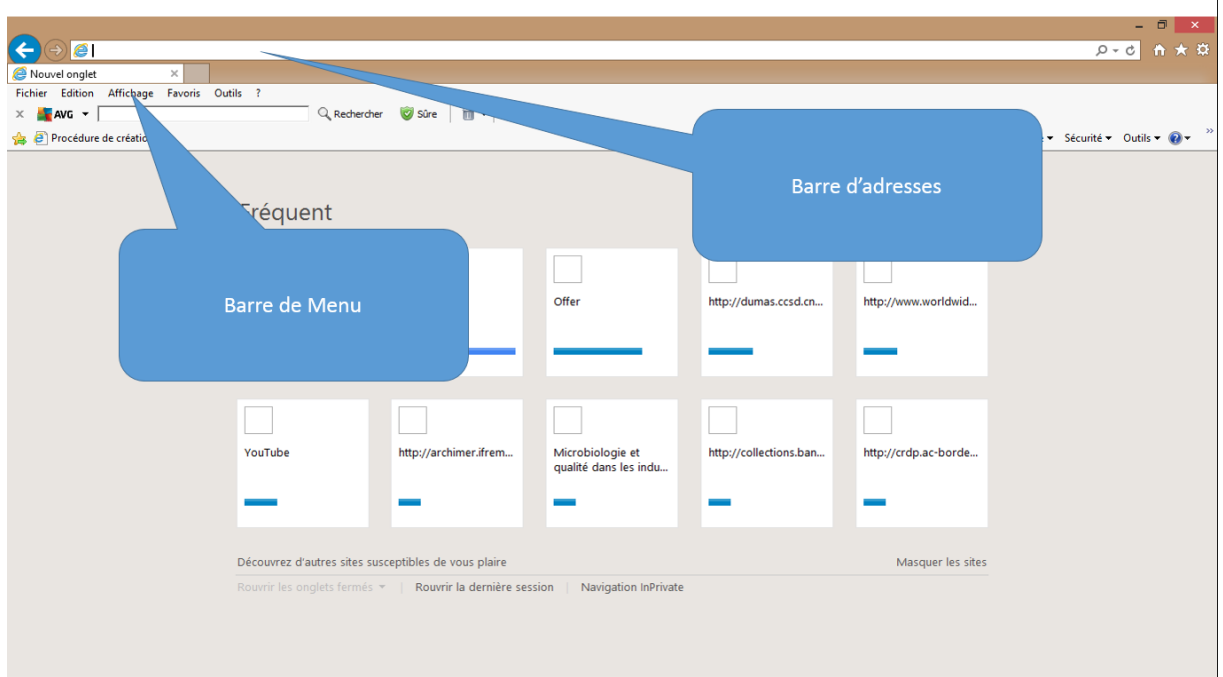 Nouvel onglet
Fichier Edition Affichage Favoris Outils ?
AVG Rechercher Sûre
Procédure de créatio Sécurité Outils
Barre d'adresses
Fréquent
Barre de Menu
Offer http://dumas.ccsd.cn... http://www.worldwid...
YouTube http://archimer.ifrem... Microbiologie et http://collections.ban... http://crdp.ac-borde...
qualité dans les indu...
Découvrez d'autres sites susceptibles de vous plaire Masquer les sites
Rouvrir les onglets fermés | Rouvrir la dernière session | Navigation InPrivate